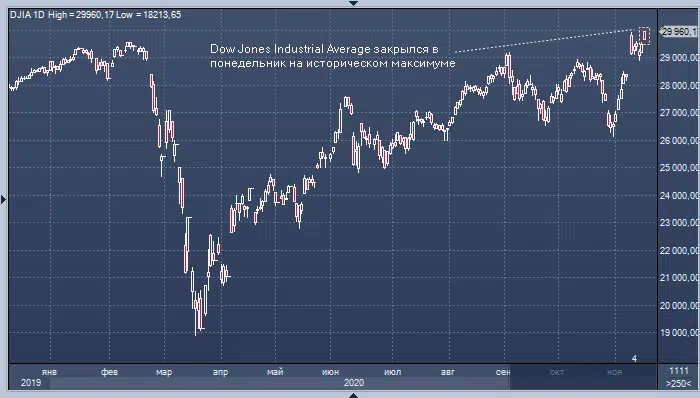 DJIA 1D High = 29960,17 Low = 18213,65
Dow Jones Industrial Average закрылся в
понедельник на историческом максимуме
29 960,1
29 000,00
28 000,00
27 000,00
26 000,00
25 000,00
24 000,00
23 000,00
22 000,00
21 000,00
20 000,00
19 000,00
4
янв фев мар апр май июн июл авг сен окт ноя 1111
2019 2020 >250<